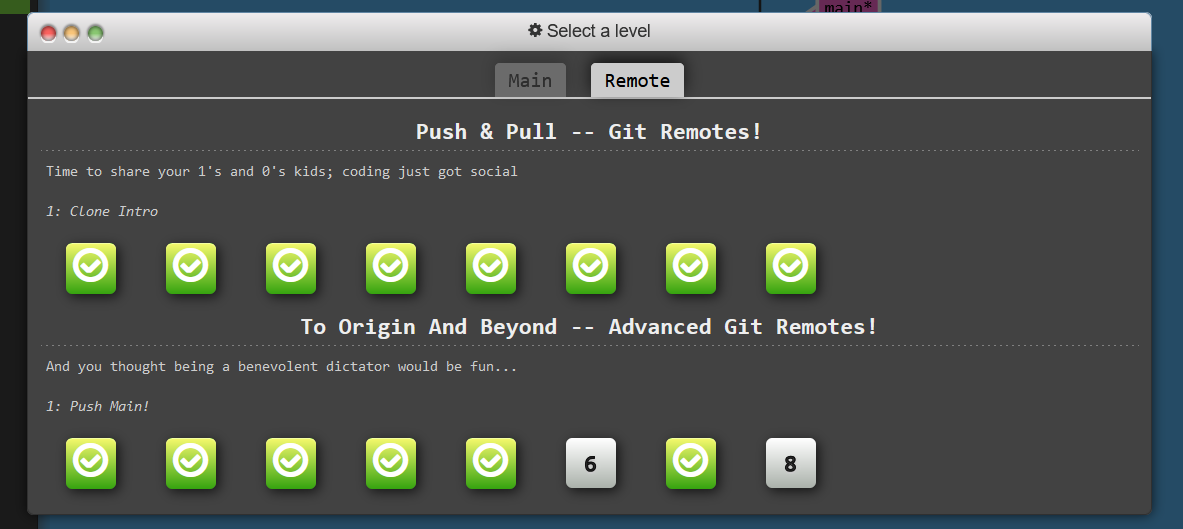 main*
Select a level
Main Remote
Push & Pull -- Git Remotes!
Time to share your 1's and 0's kids; coding just got social
1: Clone Intro
To Origin And Beyond -- Advanced Git Remotes!
And you thought being a benevolent dictator would be fun...
1: Push Main!
6 8